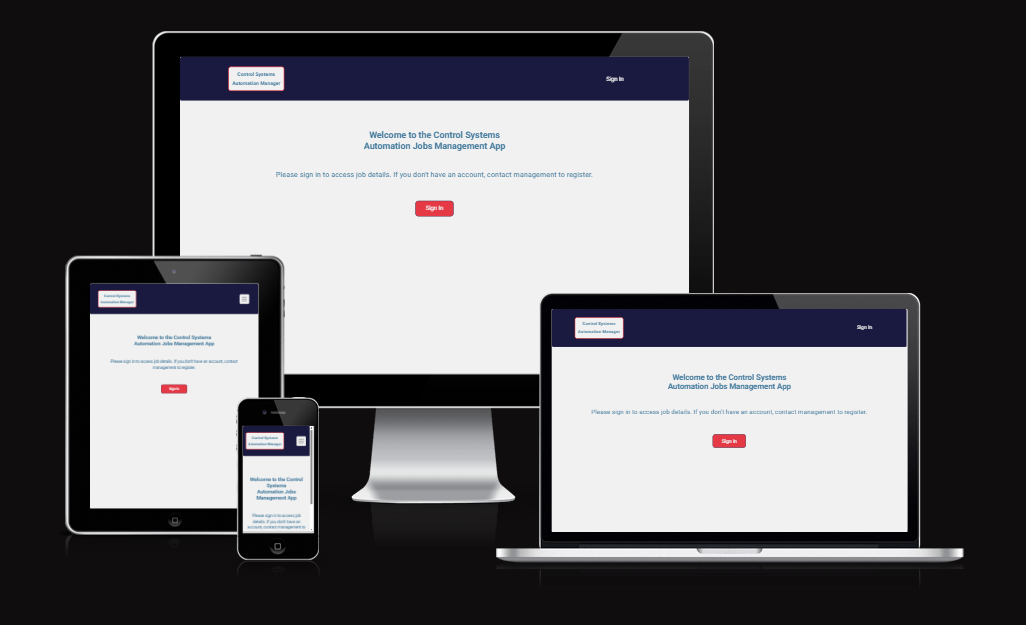 Control Systems
Automation Manager
Sign In
Welcome to the Control Systems
Automation Jobs Management App
Please sign in to access job details. If you don't have an account, contact management to register.
Sign In
Control Systems
Automation Manager
Welcome to the Control Systems
Automation Jobs Management App
Please sign in to access job details. If you don't have an account, contact
management to register.
Sign In
Control Systems
Automation Manager
Welcome to the Control
Systems
Automation Jobs
Management App
Please sign in to access job
details. If you don't have an
account, contact management to
Control Systems
Automation Manager
Sign In
Welcome to the Control Systems
Automation Jobs Management App
Please sign in to access job details. If you don't have an account, contact management to register.
Sign In